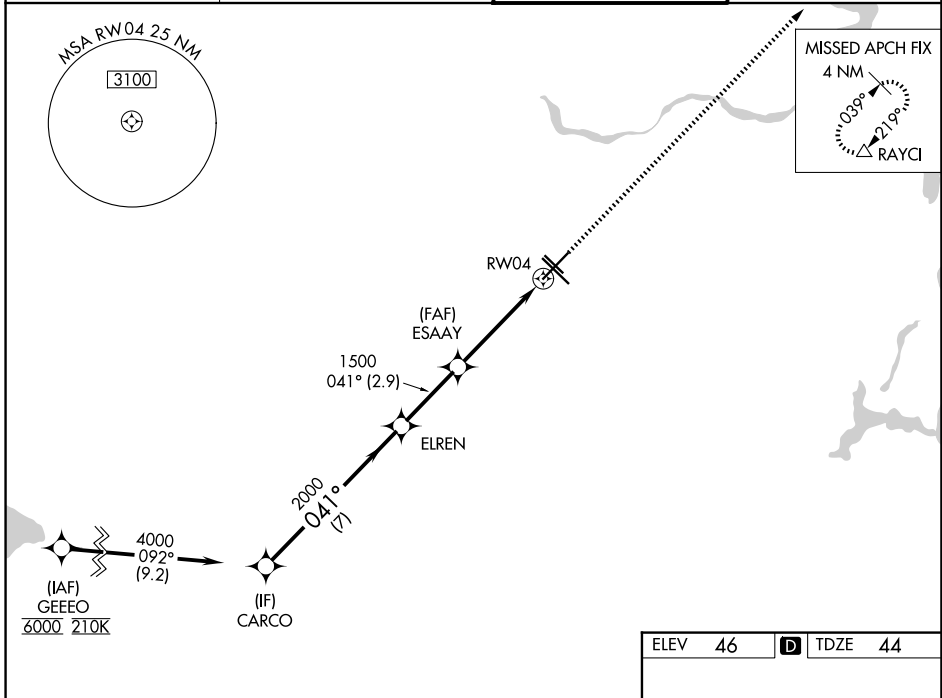 MSA RW04 25 NM
3100
MISSED APCH FIX
4 NM
039°
219°
RAYCI
RW04
(FAF)
ESAAY
1500
041° (2.9)
ELREN
2000
041°
(7)
4000
092°
(9.2)
(IAF)
GEEEO
6000 210K
(IF)
CARCO
ELEV 46 D TDZE 44